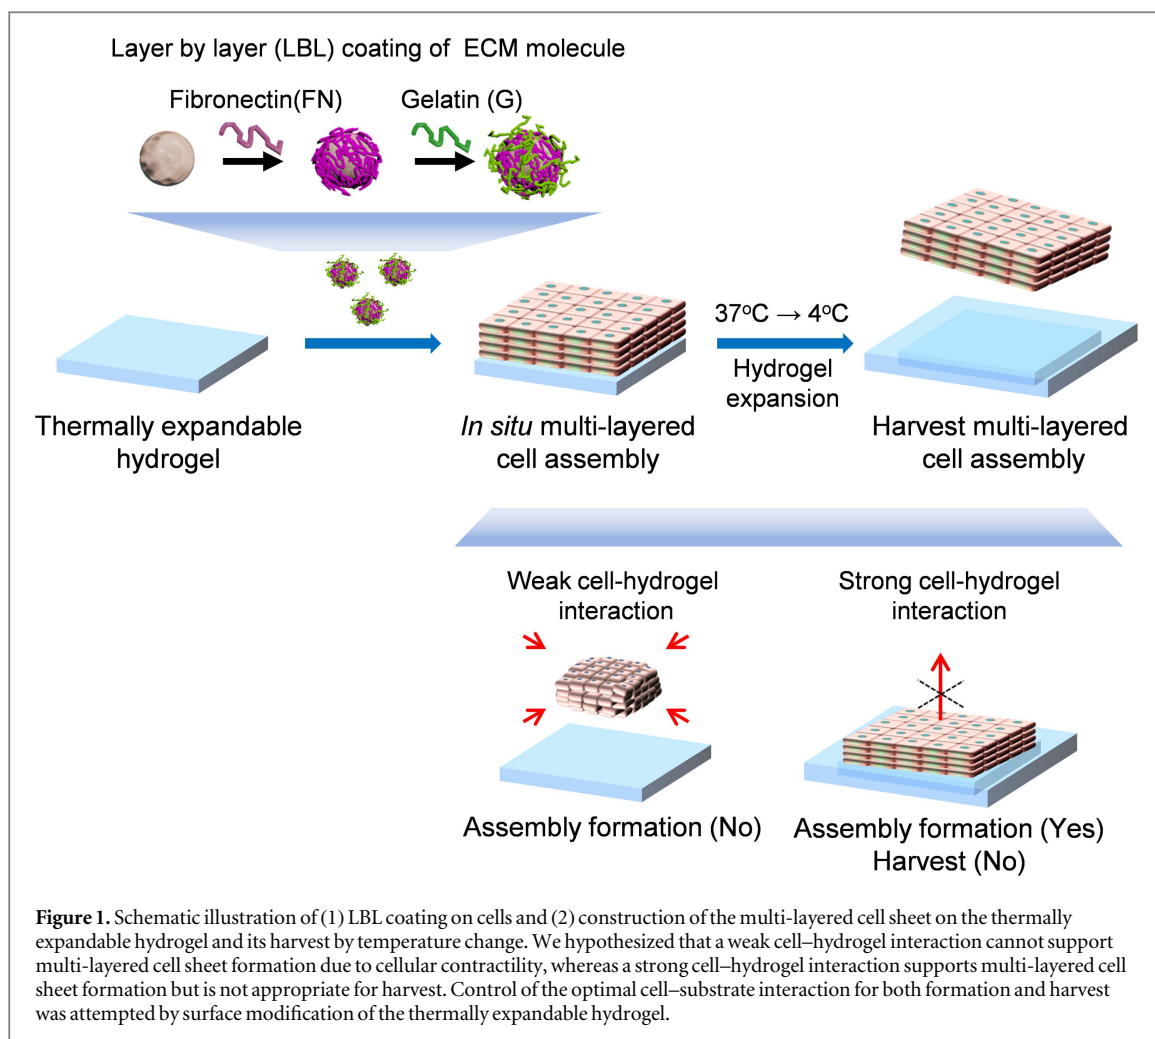 Layer by layer (LBL) coating of ECM molecule
Fibronectin(FN)
Gelatin (G)
37°C → 4°C
Hydrogel
expansion
Thermally expandable
hydrogel
In situ multi-layered
cell assembly
Harvest multi-layered
cell assembly
Weak cell-hydrogel
interaction
Strong cell-hydrogel
interaction
Assembly formation (No)
Assembly formation (Yes)
Harvest (No)
Figure 1. Schematic illustration of (1) LBL coating on cells and (2) construction of the multi-layered cell sheet on the thermally
expandable hydrogel and its harvest by temperature change. We hypothesized that a weak cell–hydrogel interaction cannot support
multi-layered cell sheet formation due to cellular contractility, whereas a strong cell–hydrogel interaction supports multi-layered cell
sheet formation but is not appropriate for harvest. Control of the optimal cell–substrate interaction for both formation and harvest
was attempted by surface modification of the thermally expandable hydrogel.